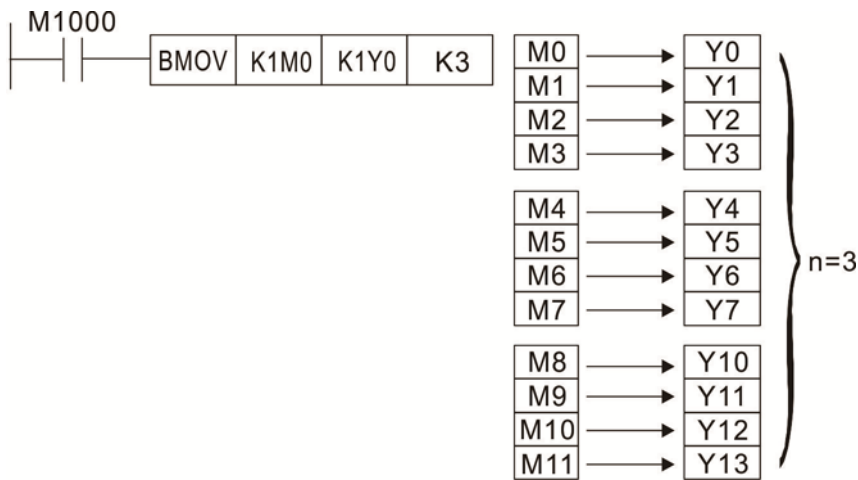 M1000
BMOV K1M0 K1Y0 K3
M0 Y0
M1 Y1
M2 Y2
M3 Y3
M4 Y4
M5 Y5
M6 Y6
M7 Y7
n=3
M8 Y10
M9 Y11
M10 Y12
M11 Y13